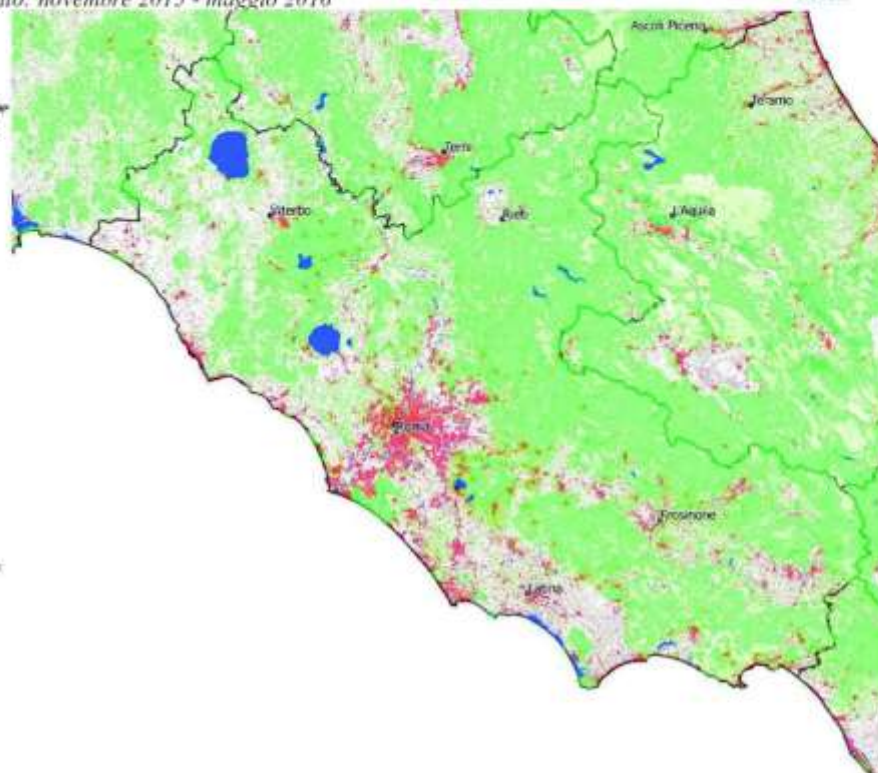 novembre 2015 - maggio 2016
Ascoli Piceno
Teramo
Terni
Viterbo
Rieti
L'Aquila
Roma
Frosinone
Latina